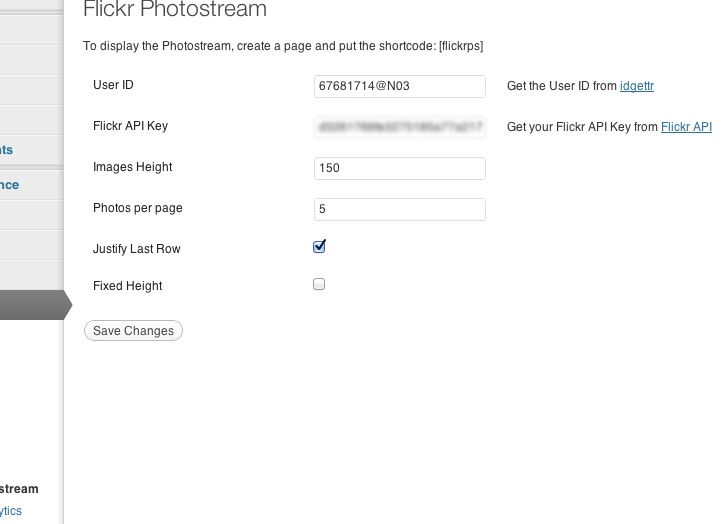 Flickr Photostream
To display the Photostream, create a page and put the shortcode: [flickrps]
User ID 67681714@N03 Get the User ID from idgettr
Flickr API Key Get your Flickr API Key from Flickr API
nts
Images Height 150
nce
Photos per page 5
Justify Last Row
Fixed Height
Save Changes
stream
ytics